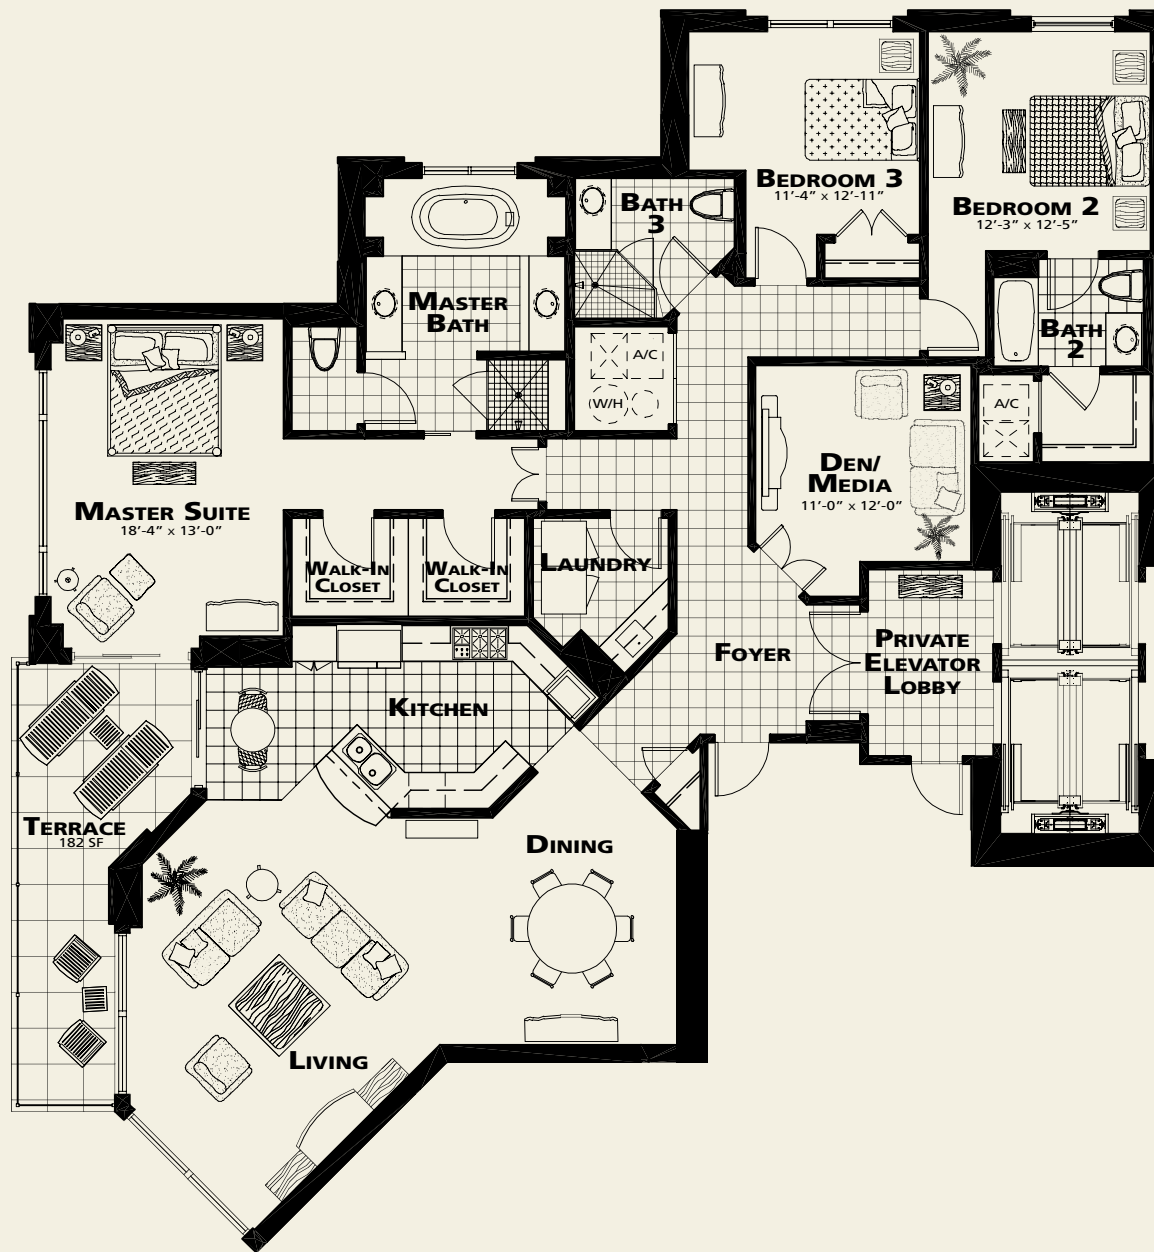 BEDROOM 3
11'-4" x 12'-11"
BEDROOM 2
12'-3" x 12'-5"
BATH
3
MASTER
BATH
BATH
2
A/C
W/H
A/C
DEN/
MEDIA
11'-0" x 12'-0"
MASTER SUITE
18'-4" x 13'-0"
WALK-IN
CLOSET
WALK-IN
CLOSET
LAUNDRY
FOYER
PRIVATE
ELEVATOR
LOBBY
KITCHEN
TERRACE
182 SF
DINING
LIVING